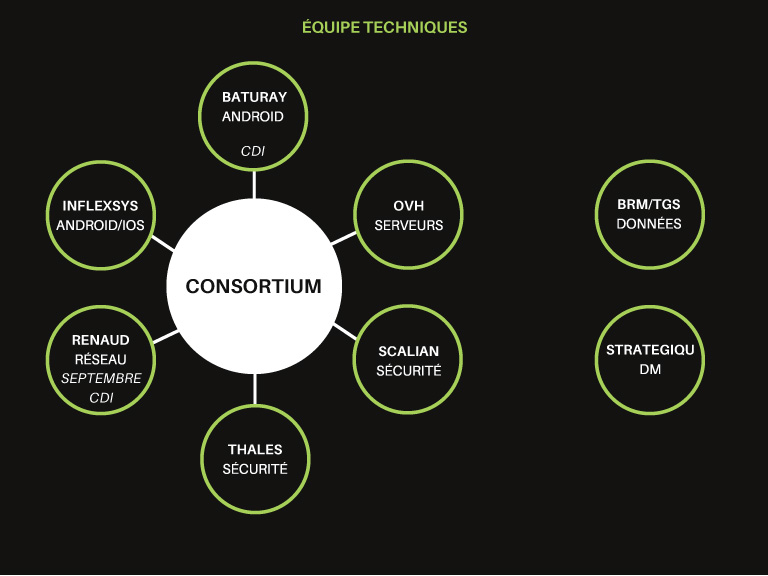 ÉQUIPE TECHNIQUES
BATURAY
ANDROID
CDI
INFLEXSYS
ANDROID/IOS
OVH
SERVEURS
BRM/TGS
DONNÉES
CONSORTIUM
RENAUD
RÉSEAU
SEPTEMBRE
CDI
SCALIAN
SÉCURITÉ
STRATEGIQU
DM
THALES
SÉCURITÉ